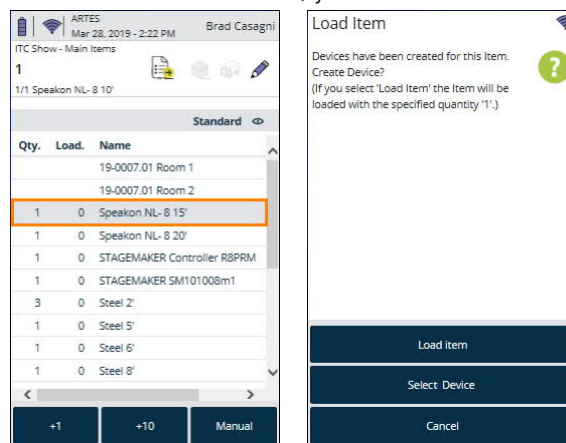 ARTES
Mar 28, 2019 - 2:22 PM
Brad Casagni
ITC Show - Main Items
1
1/1 Speakon NL- 8 10'
Standard
Qty. Load. Name
19-0007.01 Room 1
19-0007.01 Room 2
1 0 Speakon NL- 8 15'
1 0 Speakon NL- 8 20'
1 0 STAGEMAKER Controller R8PRM
1 0 STAGEMAKER SM101008m1
3 0 Steel 2'
1 0 Steel 5'
1 0 Steel 6'
1 0 Steel 8'
+1 +10 Manual
Load Item
Devices have been created for this Item.
Create Device?
(If you select 'Load Item' the Item will be
loaded with the specified quantity '1'.)
?
Load item
Select Device
Cancel